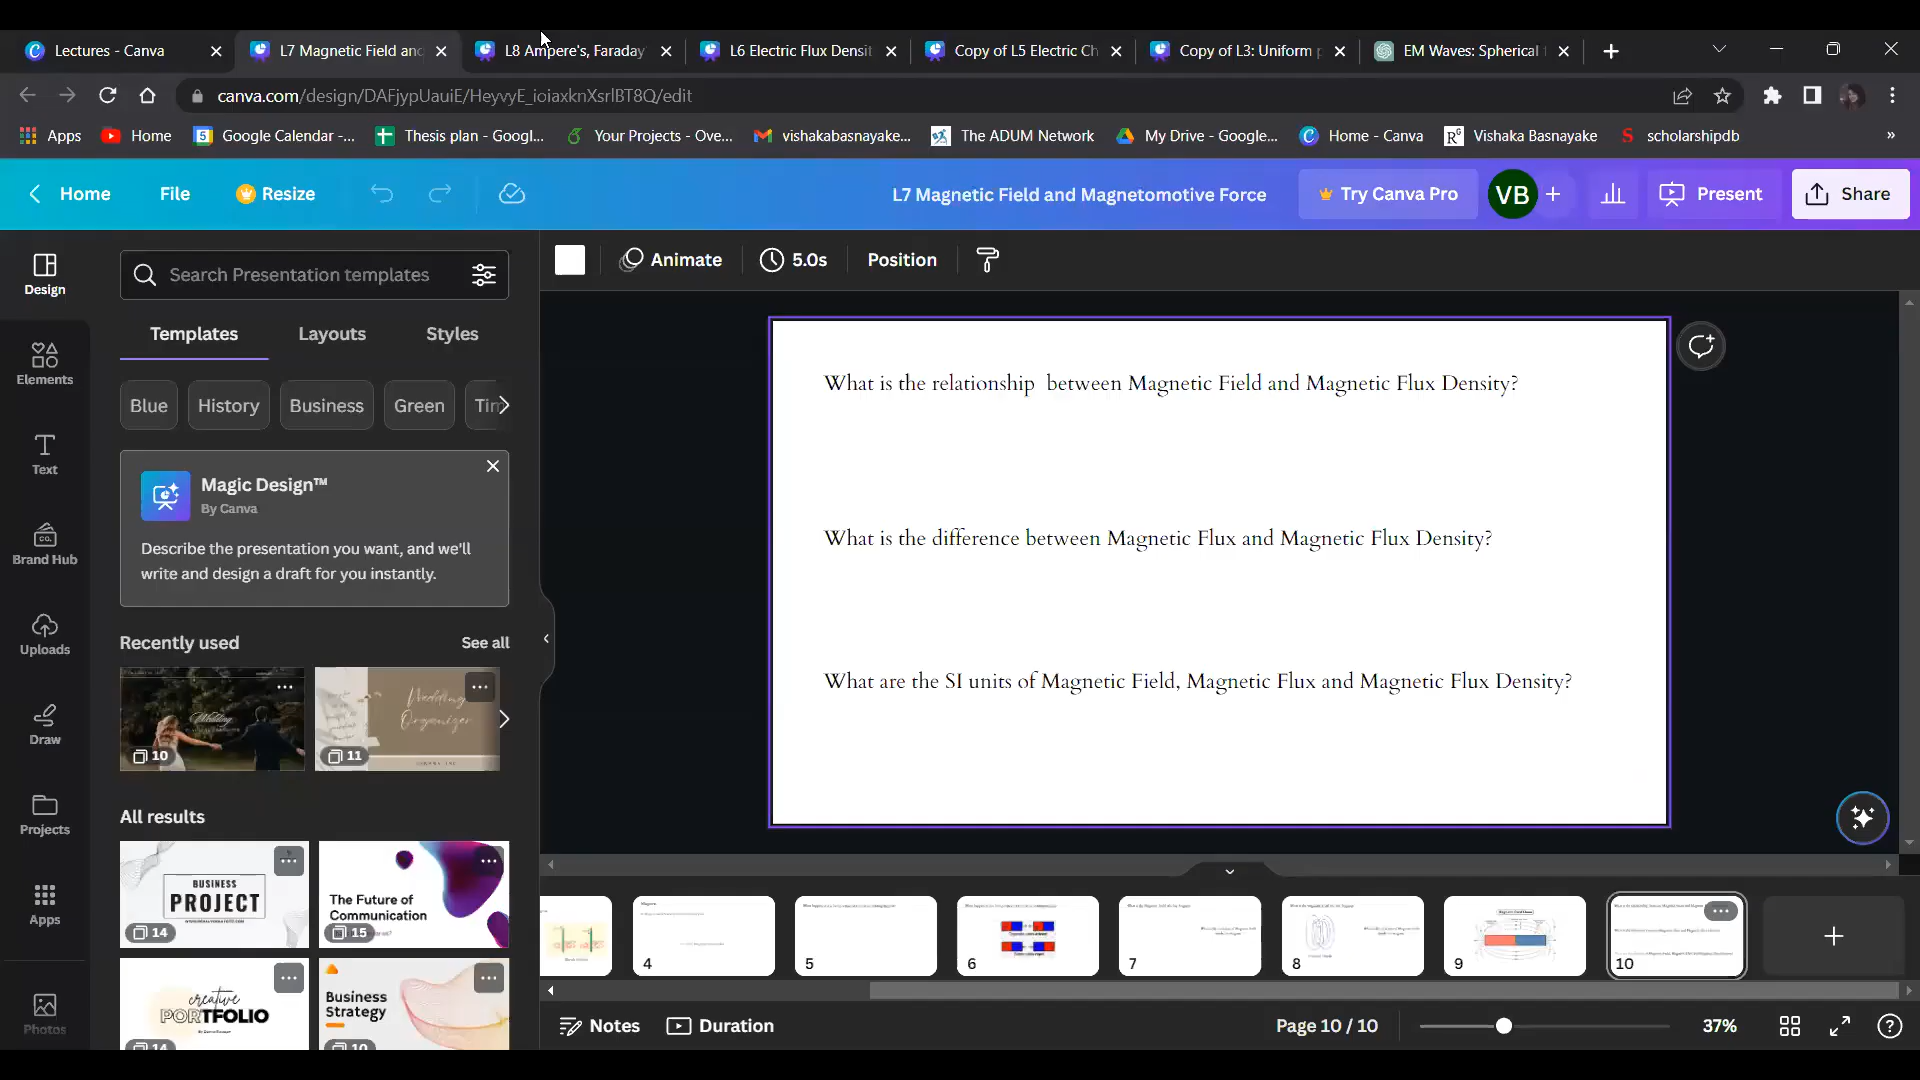 Lectures - Canva
L7 Magnetic Field and
L8 Ampere's, Faraday'
L6 Electric Flux Densit
Copy of L5 Electric Ch
Copy of L3: Uniform p
EM Waves: Spherical
canva.com/design/DAFjypUauiE/HeyvyE_ioiaxknXsrlBT8Q/edit
Apps
Home
Google Calendar -...
Thesis plan - Googl...
Your Projects - Ove...
vishakabasnayake...
The ADUM Network
My Drive - Google...
Home - Canva
Vishaka Basnayake
scholarshipdb
Home
File
Resize
L7 Magnetic Field and Magnetomotive Force
Try Canva Pro
VB
Present
Share
Design
Elements
Text
Brand Hub
Uploads
Draw
Projects
Apps
Photos
Search Presentation templates
Templates
Layouts
Styles
Blue
History
Business
Green
Magic Design™
By Canva
Describe the presentation you want, and we'll
write and design a draft for you instantly.
Recently used
See all
Wedding
10
Wedding
Organizer
11
All results
BUSINESS
PROJECT
14
The Future of
Communication
15
creative
PORTFOLIO
14
Business
Strategy
10
Animate
5.0s
Position
What is the relationship between Magnetic Field and Magnetic Flux Density?
What is the difference between Magnetic Flux and Magnetic Flux Density?
What are the SI units of Magnetic Field, Magnetic Flux and Magnetic Flux Density?
4
5
6
7
8
9
10
Notes
Duration
Page 10 / 10
37%